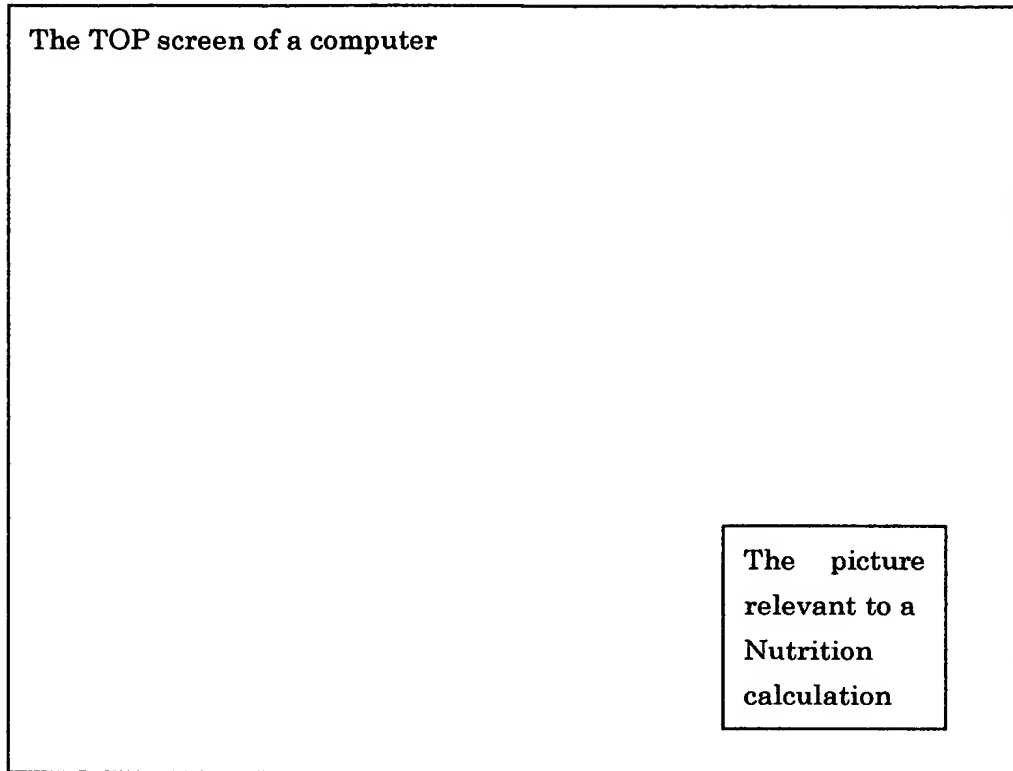 The TOP screen of a computer
The picture
relevant to a
Nutrition
calculation